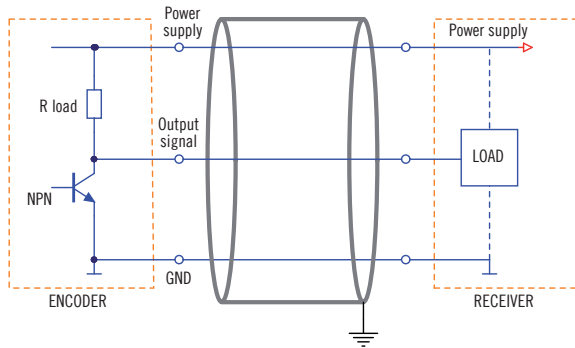 Power
supply
Power supply
R load
Output
signal
LOAD
NPN
GND
ENCODER
RECEIVER